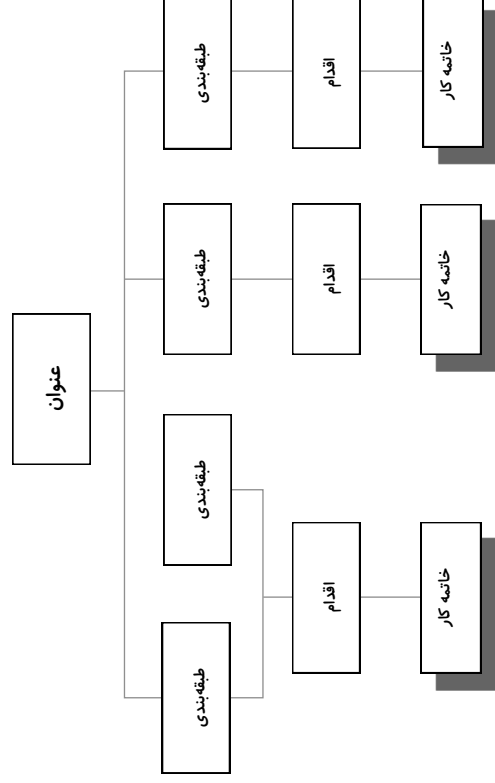 عنوان
طبقه‌بندی
طبقه‌بندی
طبقه‌بندی
طبقه‌بندی
اقدام
اقدام
اقدام
خاتمه کار
خاتمه کار
خاتمه کار